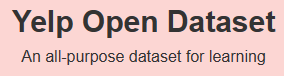 Yelp Open Dataset
An all-purpose dataset for learning